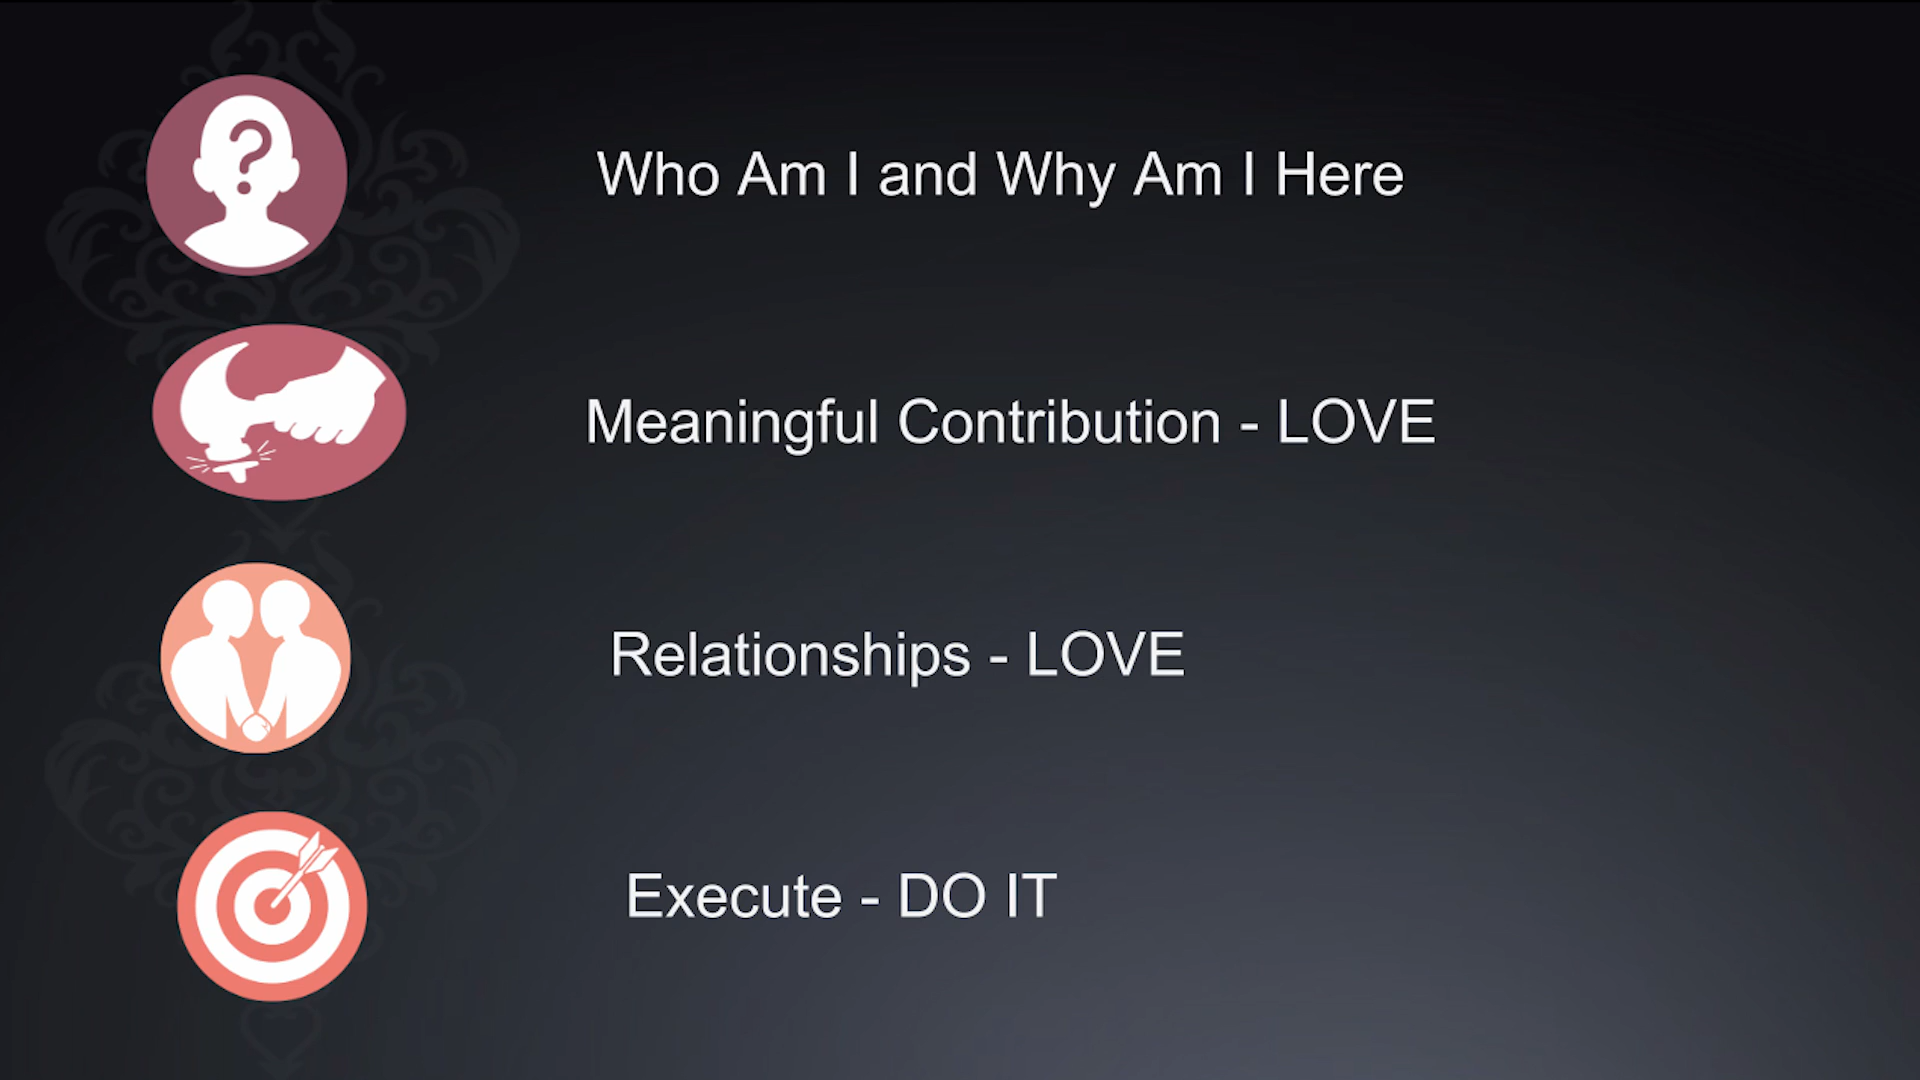 ?
Who Am I and Why Am I Here
Meaningful Contribution - LOVE
Relationships - LOVE
Execute - DO IT